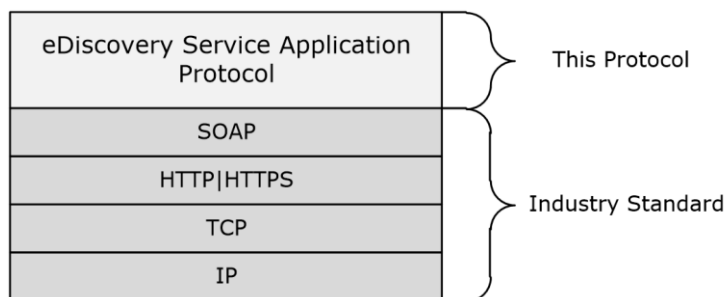 eDiscovery Service Application
Protocol
This Protocol
SOAP
HTTP|HTTPS
TCP
IP
Industry Standard